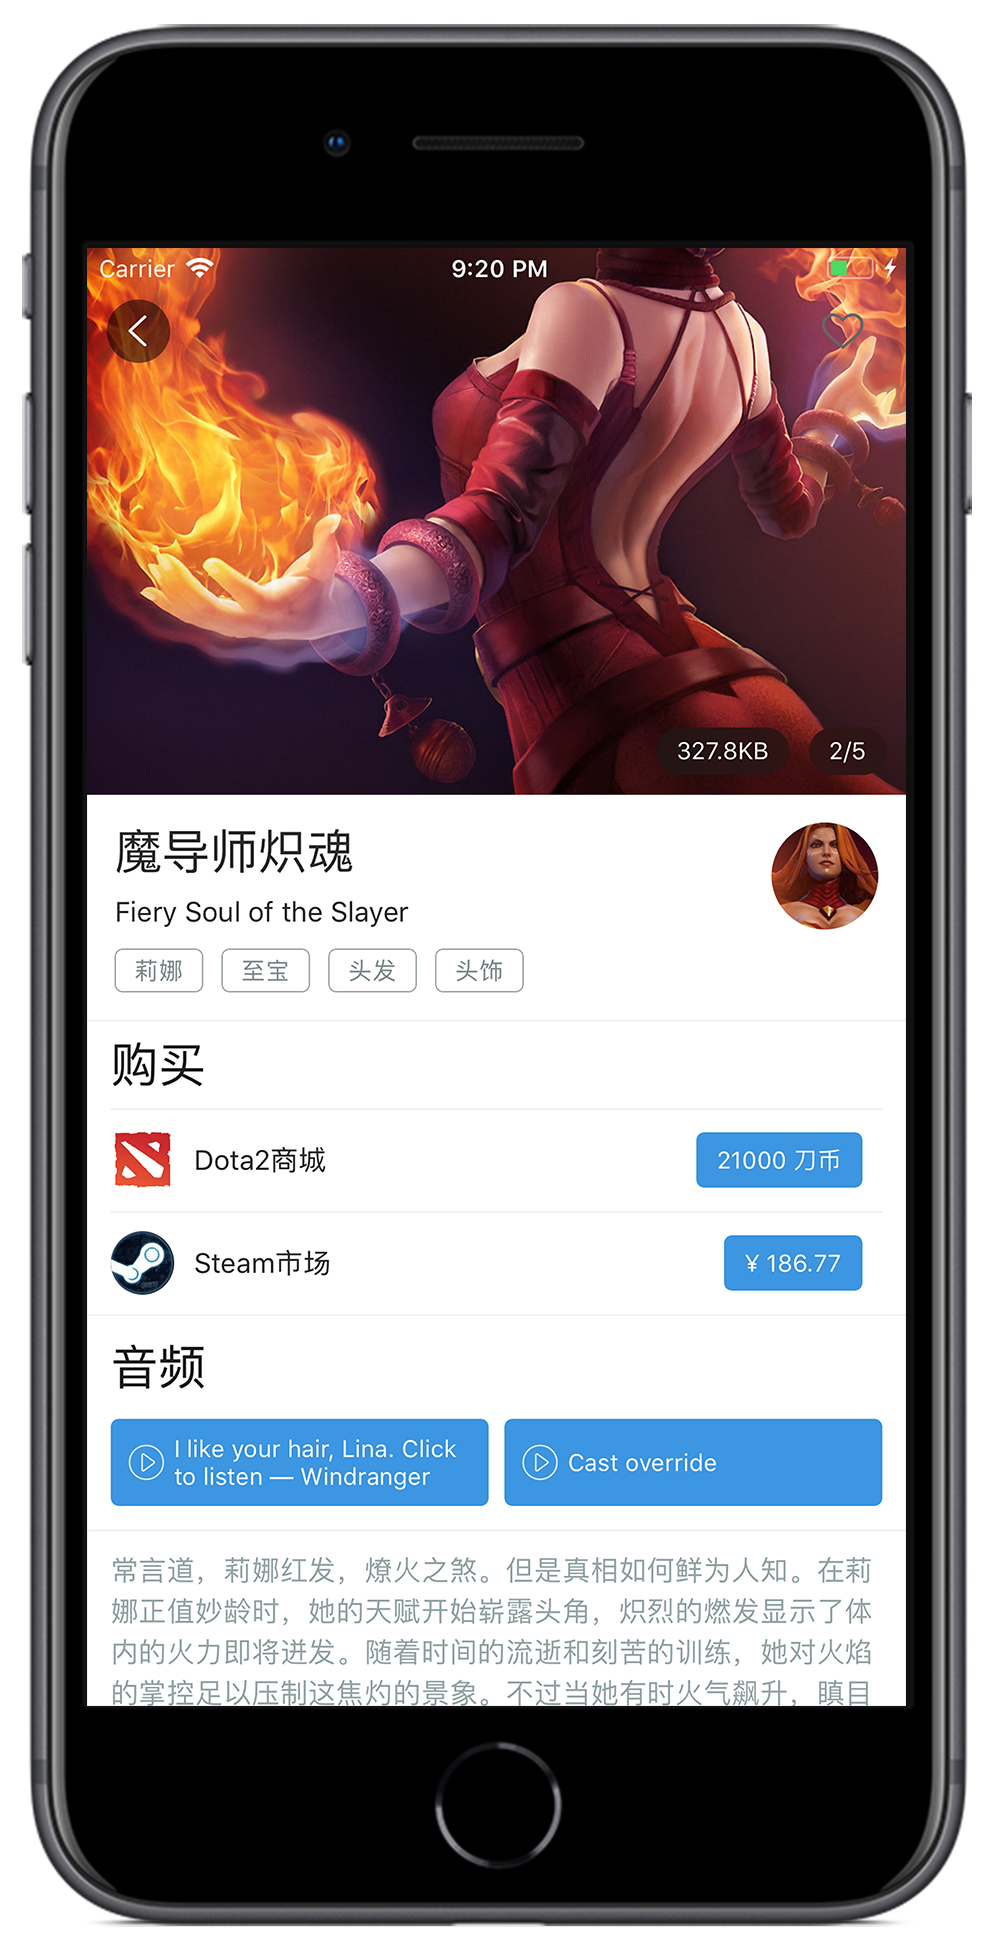 Carrier 9:20 PM
327.8KB 2/5
魔导师炽魂
Fiery Soul of the Slayer
莉娜 至宝 头发 头饰
购买
Dota2商城 21000 刀币
Steam市场 ¥ 186.77
音频
I like your hair, Lina. Click
to listen — Windranger
Cast override
常言道，莉娜红发，燎火之煞。但是真相如何鲜为人知。在莉
娜正值妙龄时，她的天赋开始崭露头角，炽烈的燃发显示了体
内的火力即将迸发。随着时间的流逝和刻苦的训练，她对火焰
的掌控足以压制这焦灼的景象。不过当她有时火气飙升，瞋目